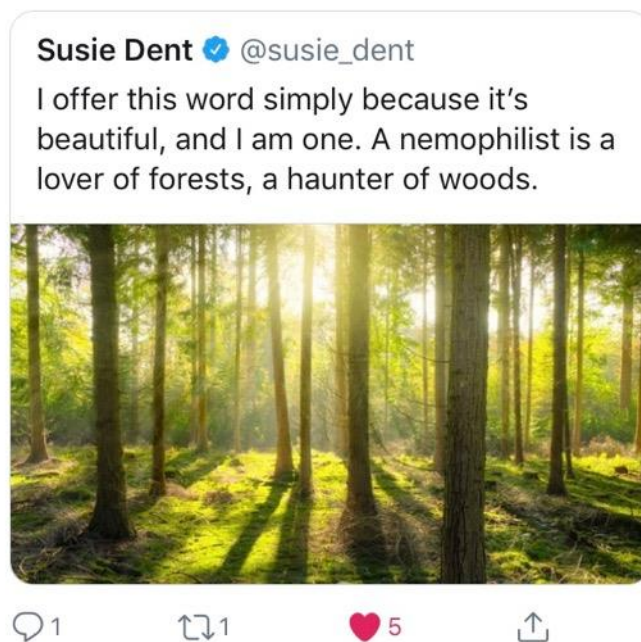 Susie Dent @susie_dent
I offer this word simply because it’s
beautiful, and I am one. A nemophilist is a
lover of forests, a haunter of woods.
1 1 5